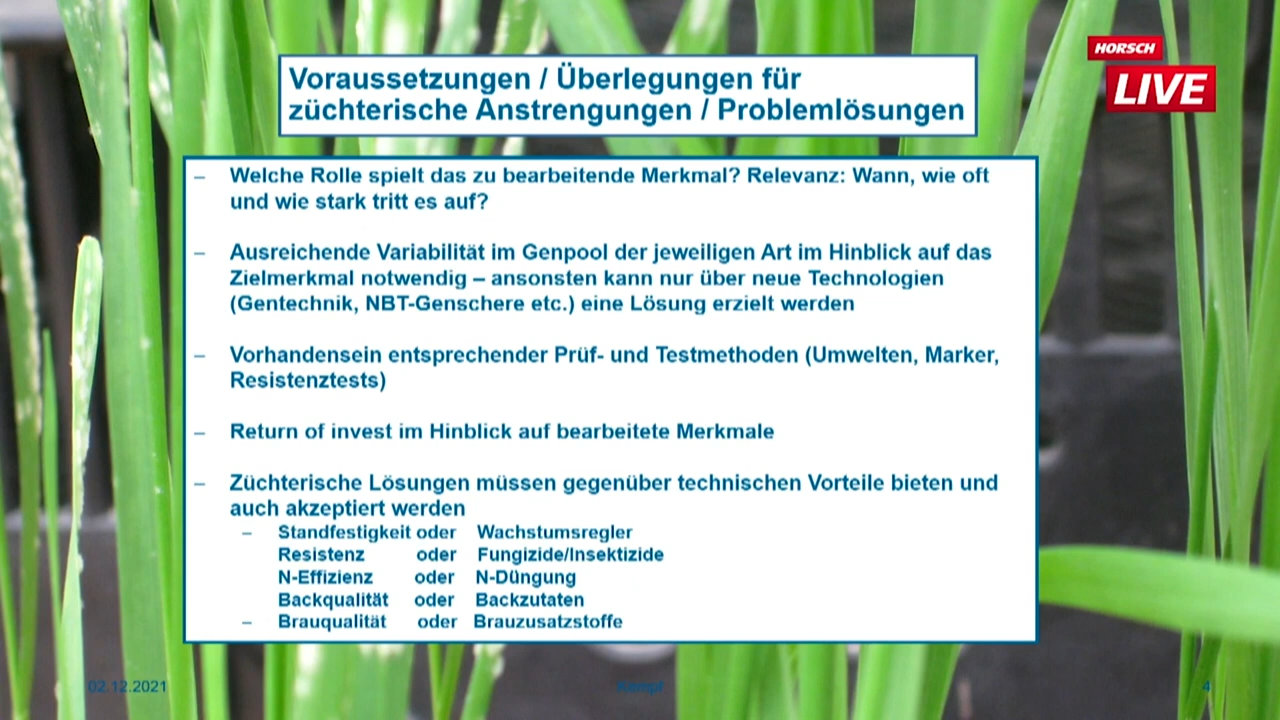 HORSCH
LIVE
Voraussetzungen / Überlegungen für
züchterische Anstrengungen / Problemlösungen
– Welche Rolle spielt das zu bearbeitende Merkmal? Relevanz: Wann, wie oft
und wie stark tritt es auf?
– Ausreichende Variabilität im Genpool der jeweiligen Art im Hinblick auf das
Zielmerkmal notwendig – ansonsten kann nur über neue Technologien
(Gentechnik, NBT-Genschere etc.) eine Lösung erzielt werden
– Vorhandensein entsprechender Prüf- und Testmethoden (Umwelten, Marker,
Resistenztests)
– Return of invest im Hinblick auf bearbeitete Merkmale
– Züchterische Lösungen müssen gegenüber technischen Vorteile bieten und
auch akzeptiert werden
– Standfestigkeit oder Wachstumsregler
Resistenz oder Fungizide/Insektizide
N-Effizienz oder N-Düngung
Backqualität oder Backzutaten
– Brauqualität oder Brauzusatzstoffe
02.12.2021
4